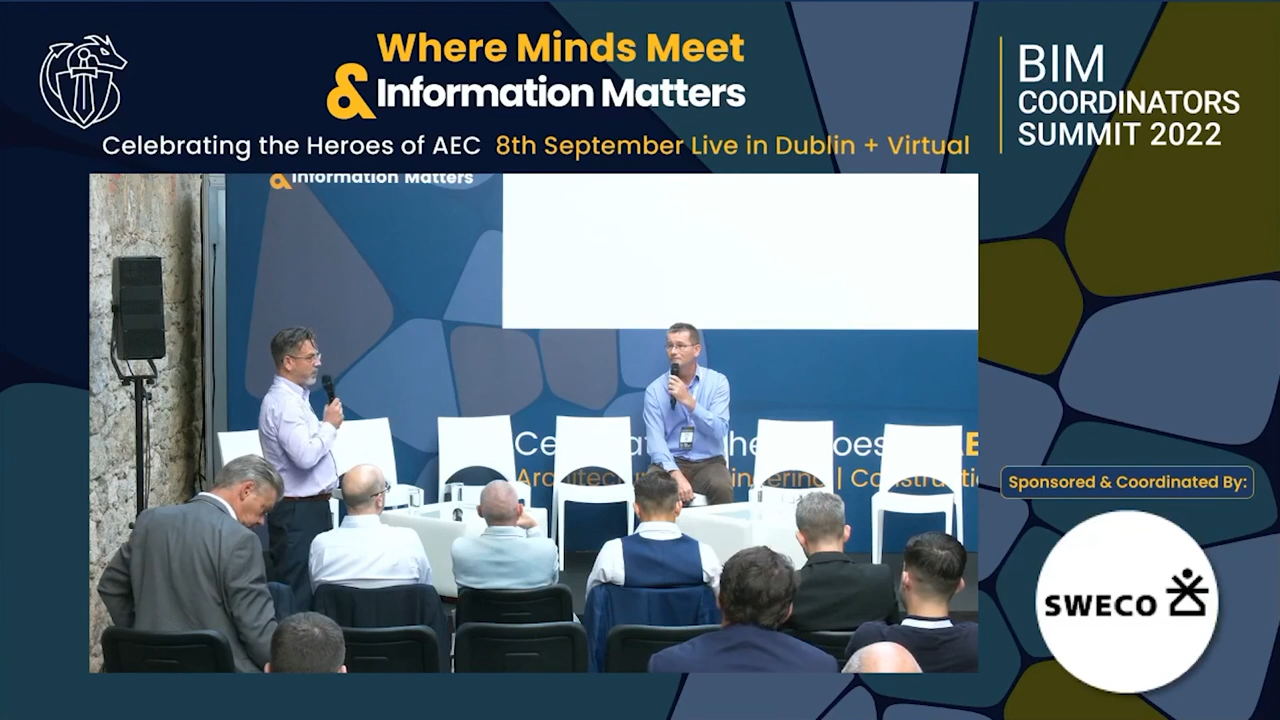 Where Minds Meet
& Information Matters
Celebrating the Heroes of AEC 8th September Live in Dublin + Virtual
BIM
COORDINATORS
SUMMIT 2022
& Information Matters
Sponsored & Coordinated By:
SWECO